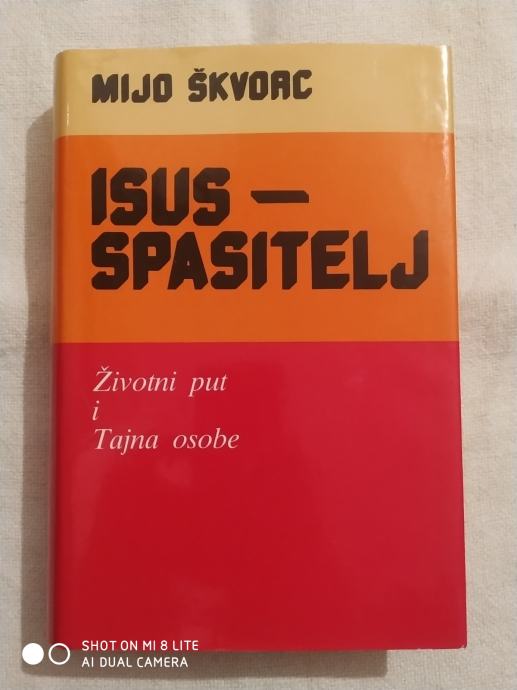 MIJO ŠKVORC
ISUS —
SPASITELJ
Životni put
i
Tajna osobe
SHOT ON MI 8 LITE
AI DUAL CAMERA